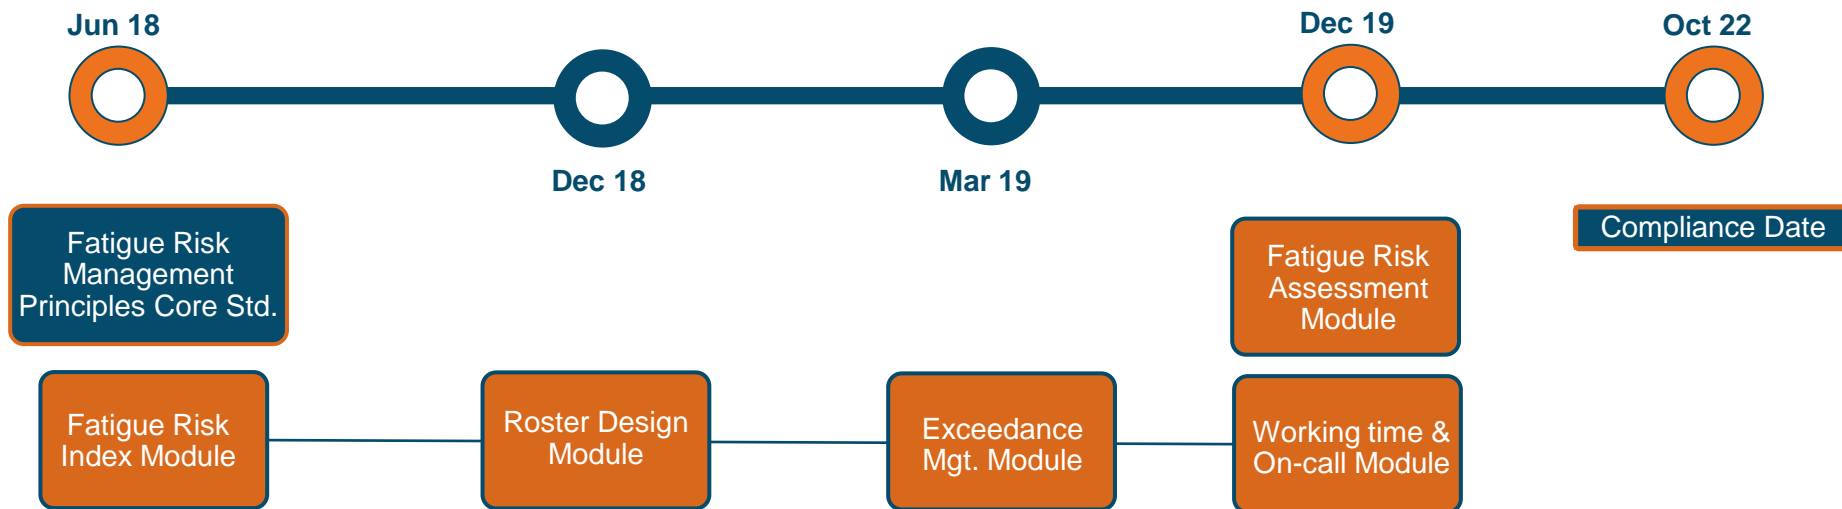 Jun 18
Dec 19
Oct 22
Dec 18
Mar 19
Fatigue Risk
Management
Principles Core Std.
Fatigue Risk
Assessment
Module
Compliance Date
Fatigue Risk
Index Module
Roster Design
Module
Exceedance
Mgt. Module
Working time &
On-call Module